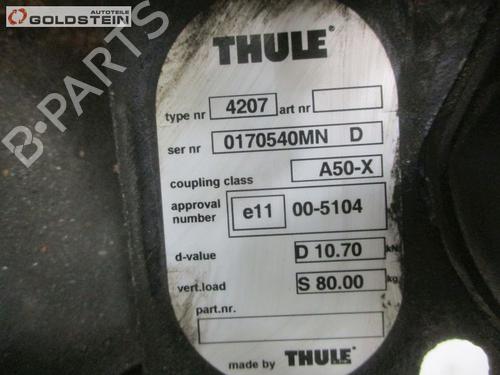 AUTOTEILE
GOLDSTEIN
B-PARTS
THULE
type nr 4207 art nr
ser nr 0170540MN D
coupling class A50-X
approval number e11 00-5104
d-value D 10.70 kN
vert.load S 80.00 kg
part.nr.
made by THULE